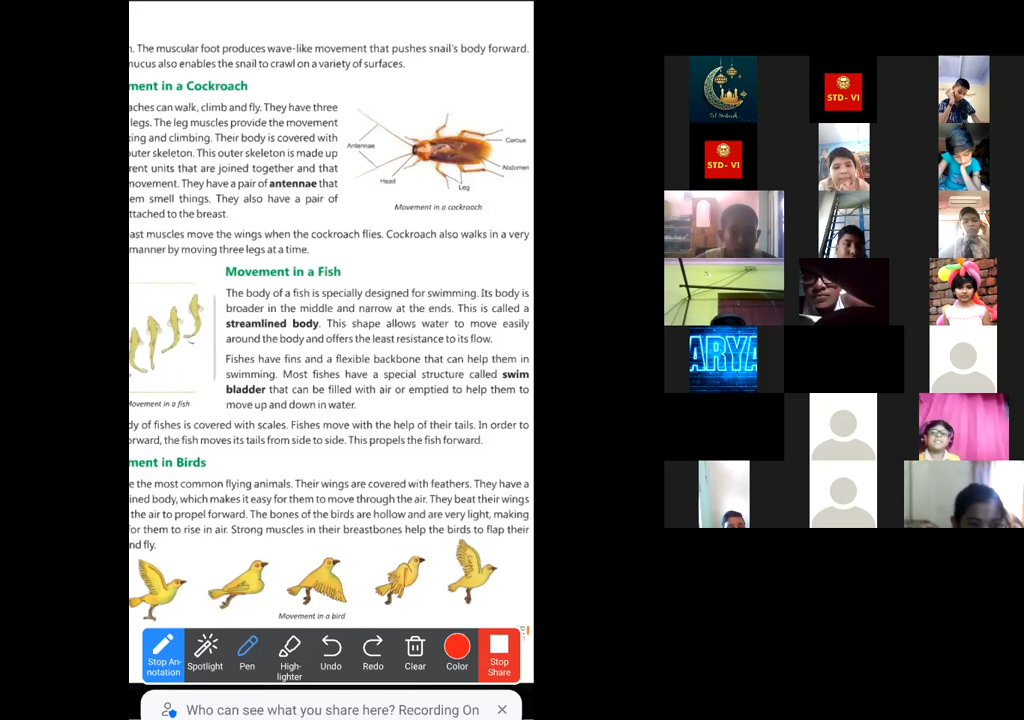 n. The muscular foot produces wave-like movement that pushes snail's body forward.
mucus also enables the snail to crawl on a variety of surfaces.
ment in a Cockroach
aches can walk, climb and fly. They have three
legs. The leg muscles provide the movement
king and climbing. Their body is covered with
outer skeleton. This outer skeleton is made up
rent units that are joined together and that
movement. They have a pair of antennae that
em smell things. They also have a pair of
ttached to the breast.
Antennae
Head
Leg
Cercus
Abdomen
Movement in a cockroach
east muscles move the wings when the cockroach flies. Cockroach also walks in a very
manner by moving three legs at a time.
Movement in a Fish
The body of a fish is specially designed for swimming. Its body is
broader in the middle and narrow at the ends. This is called a
streamlined body. This shape allows water to move easily
around the body and offers the least resistance to its flow.
Fishes have fins and a flexible backbone that can help them in
swimming. Most fishes have a special structure called swim
bladder that can be filled with air or emptied to help them to
move up and down in water.
Movement in a fish
dy of fishes is covered with scales. Fishes move with the help of their tails. In order to
orward, the fish moves its tails from side to side. This propels the fish forward.
ment in Birds
e the most common flying animals. Their wings are covered with feathers. They have a
ined body, which makes it easy for them to move through the air. They beat their wings
the air to propel forward. The bones of the birds are hollow and are very light, making
for them to rise in air. Strong muscles in their breastbones help the birds to flap their
nd fly.
Movement in a bird
Stop An-
notation
Spotlight
Pen
High-
lighter
Undo
Redo
Clear
Color
Stop
Share
Who can see what you share here? Recording On
STD- VI
STD- VI
ARYA